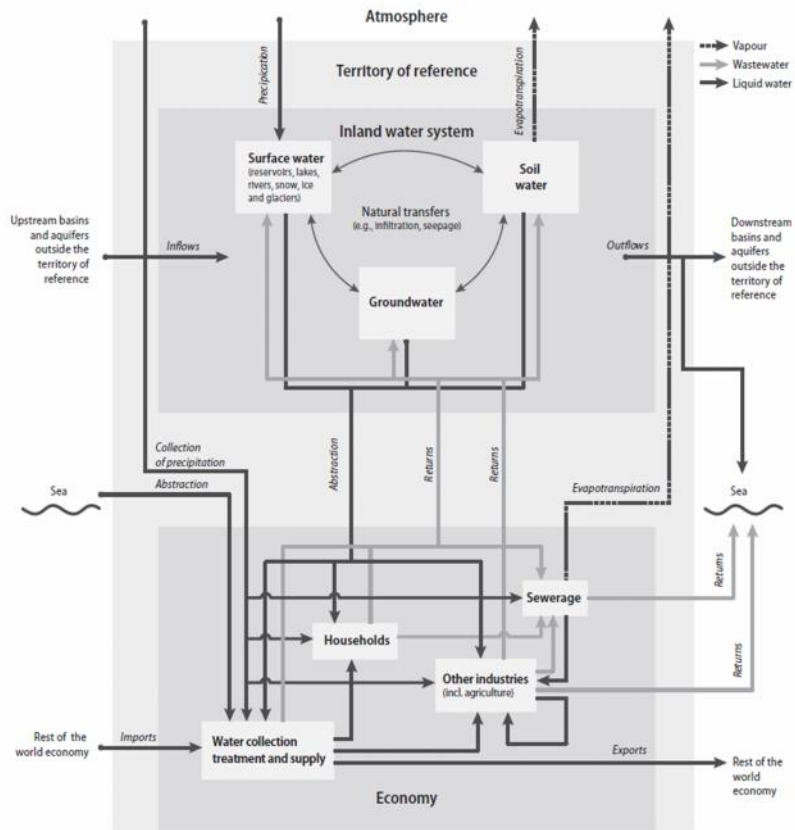 Atmosphere
Vapour
Wastewater
Liquid water
Precipication
Evapotranspiration
Territory of reference
Inland water system
Surface water
(reservoirs, lakes,
rivers, snow, ice
and glaciers)
Soil
water
Natural transfers
(e.g., infiltration, seepage)
Upstream basins
and aquifers
outside the
territory of
reference
Inflows
Outflows
Downstream
basins and
aquifers
outside the
territory of
reference
Groundwater
Collection
of precipitation
Abstraction
Abstraction
Returns
Returns
Sea
Evapotranspiration
Sea
Sewerage
Returns
Households
Other industries
(incl. agriculture)
Returns
Rest of the
world economy
Imports
Water collection
treatment and supply
Exports
Rest of the
world
economy
Economy